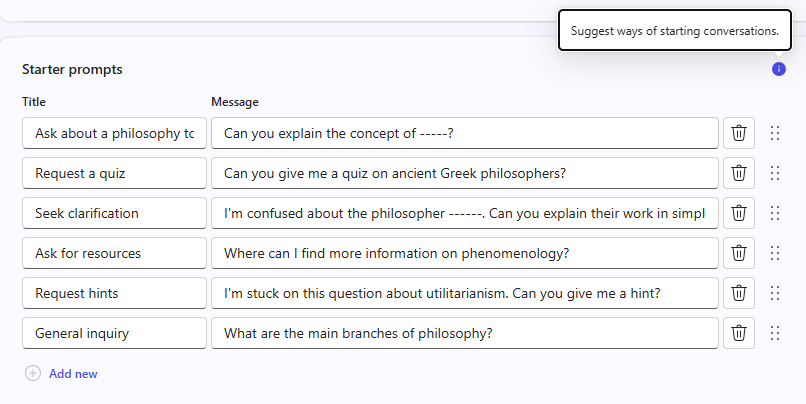 Suggest ways of starting conversations.
Starter prompts
Title Message
Ask about a philosophy to Can you explain the concept of -----?
Request a quiz Can you give me a quiz on ancient Greek philosophers?
Seek clarification I'm confused about the philosopher ------. Can you explain their work in simpl
Ask for resources Where can I find more information on phenomenology?
Request hints I'm stuck on this question about utilitarianism. Can you give me a hint?
General inquiry What are the main branches of philosophy?
Add new